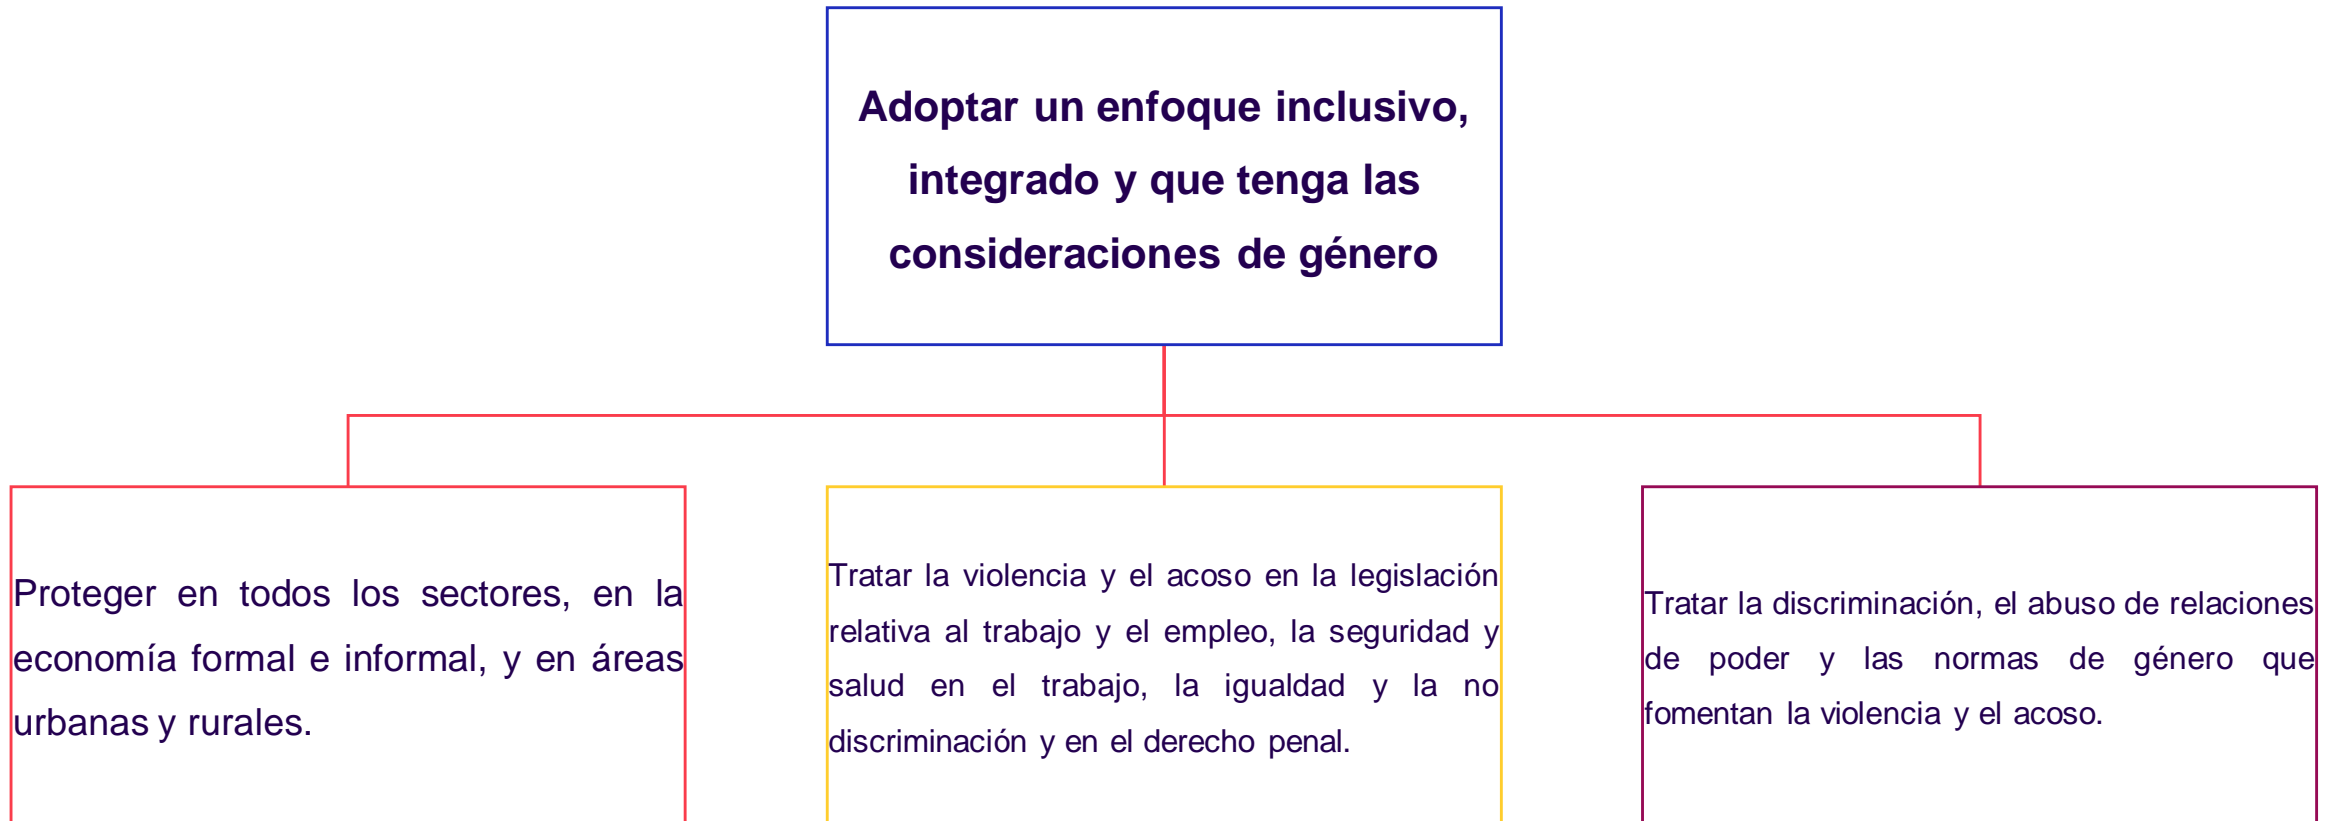 Adoptar un enfoque inclusivo,
integrado y que tenga las
consideraciones de género
Proteger en todos los sectores, en la
economía formal e informal, y en áreas
urbanas y rurales.
Tratar la violencia y el acoso en la legislación
relativa al trabajo y el empleo, la seguridad y
salud en el trabajo, la igualdad y la no
discriminación y en el derecho penal.
Tratar la discriminación, el abuso de relaciones
de poder y las normas de género que
fomentan la violencia y el acoso.